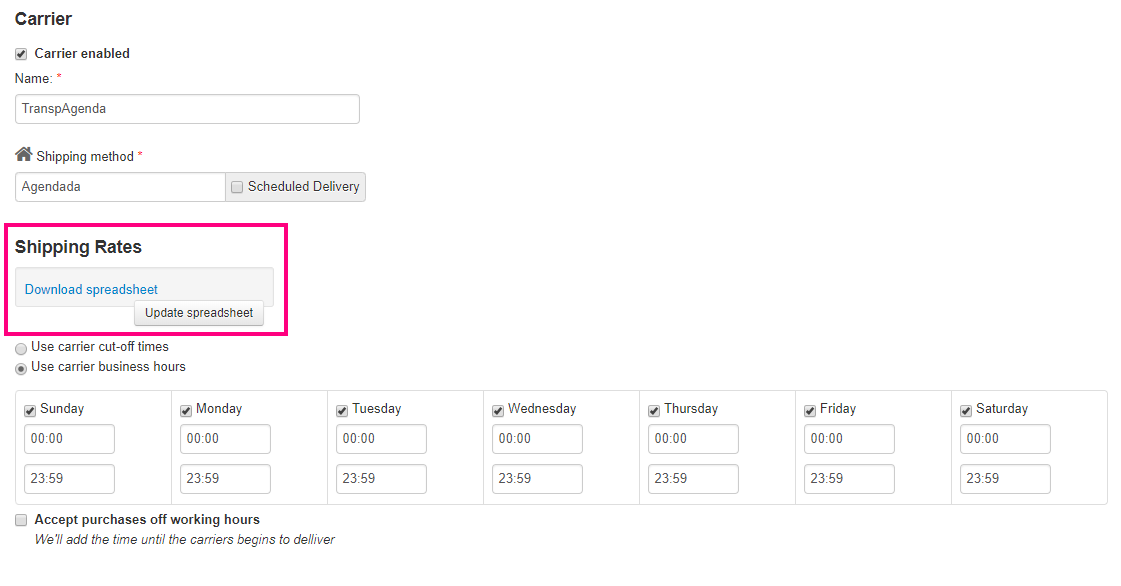 Carrier
Carrier enabled
Name: *
TranspAgenda
Shipping method *
Agendada Scheduled Delivery
Shipping Rates
Download spreadsheet
Update spreadsheet
Use carrier cut-off times
Use carrier business hours
Sunday Monday Tuesday Wednesday Thursday Friday Saturday
00:00 00:00 00:00 00:00 00:00 00:00 00:00
23:59 23:59 23:59 23:59 23:59 23:59 23:59
Accept purchases off working hours
We'll add the time until the carriers begins to delliver